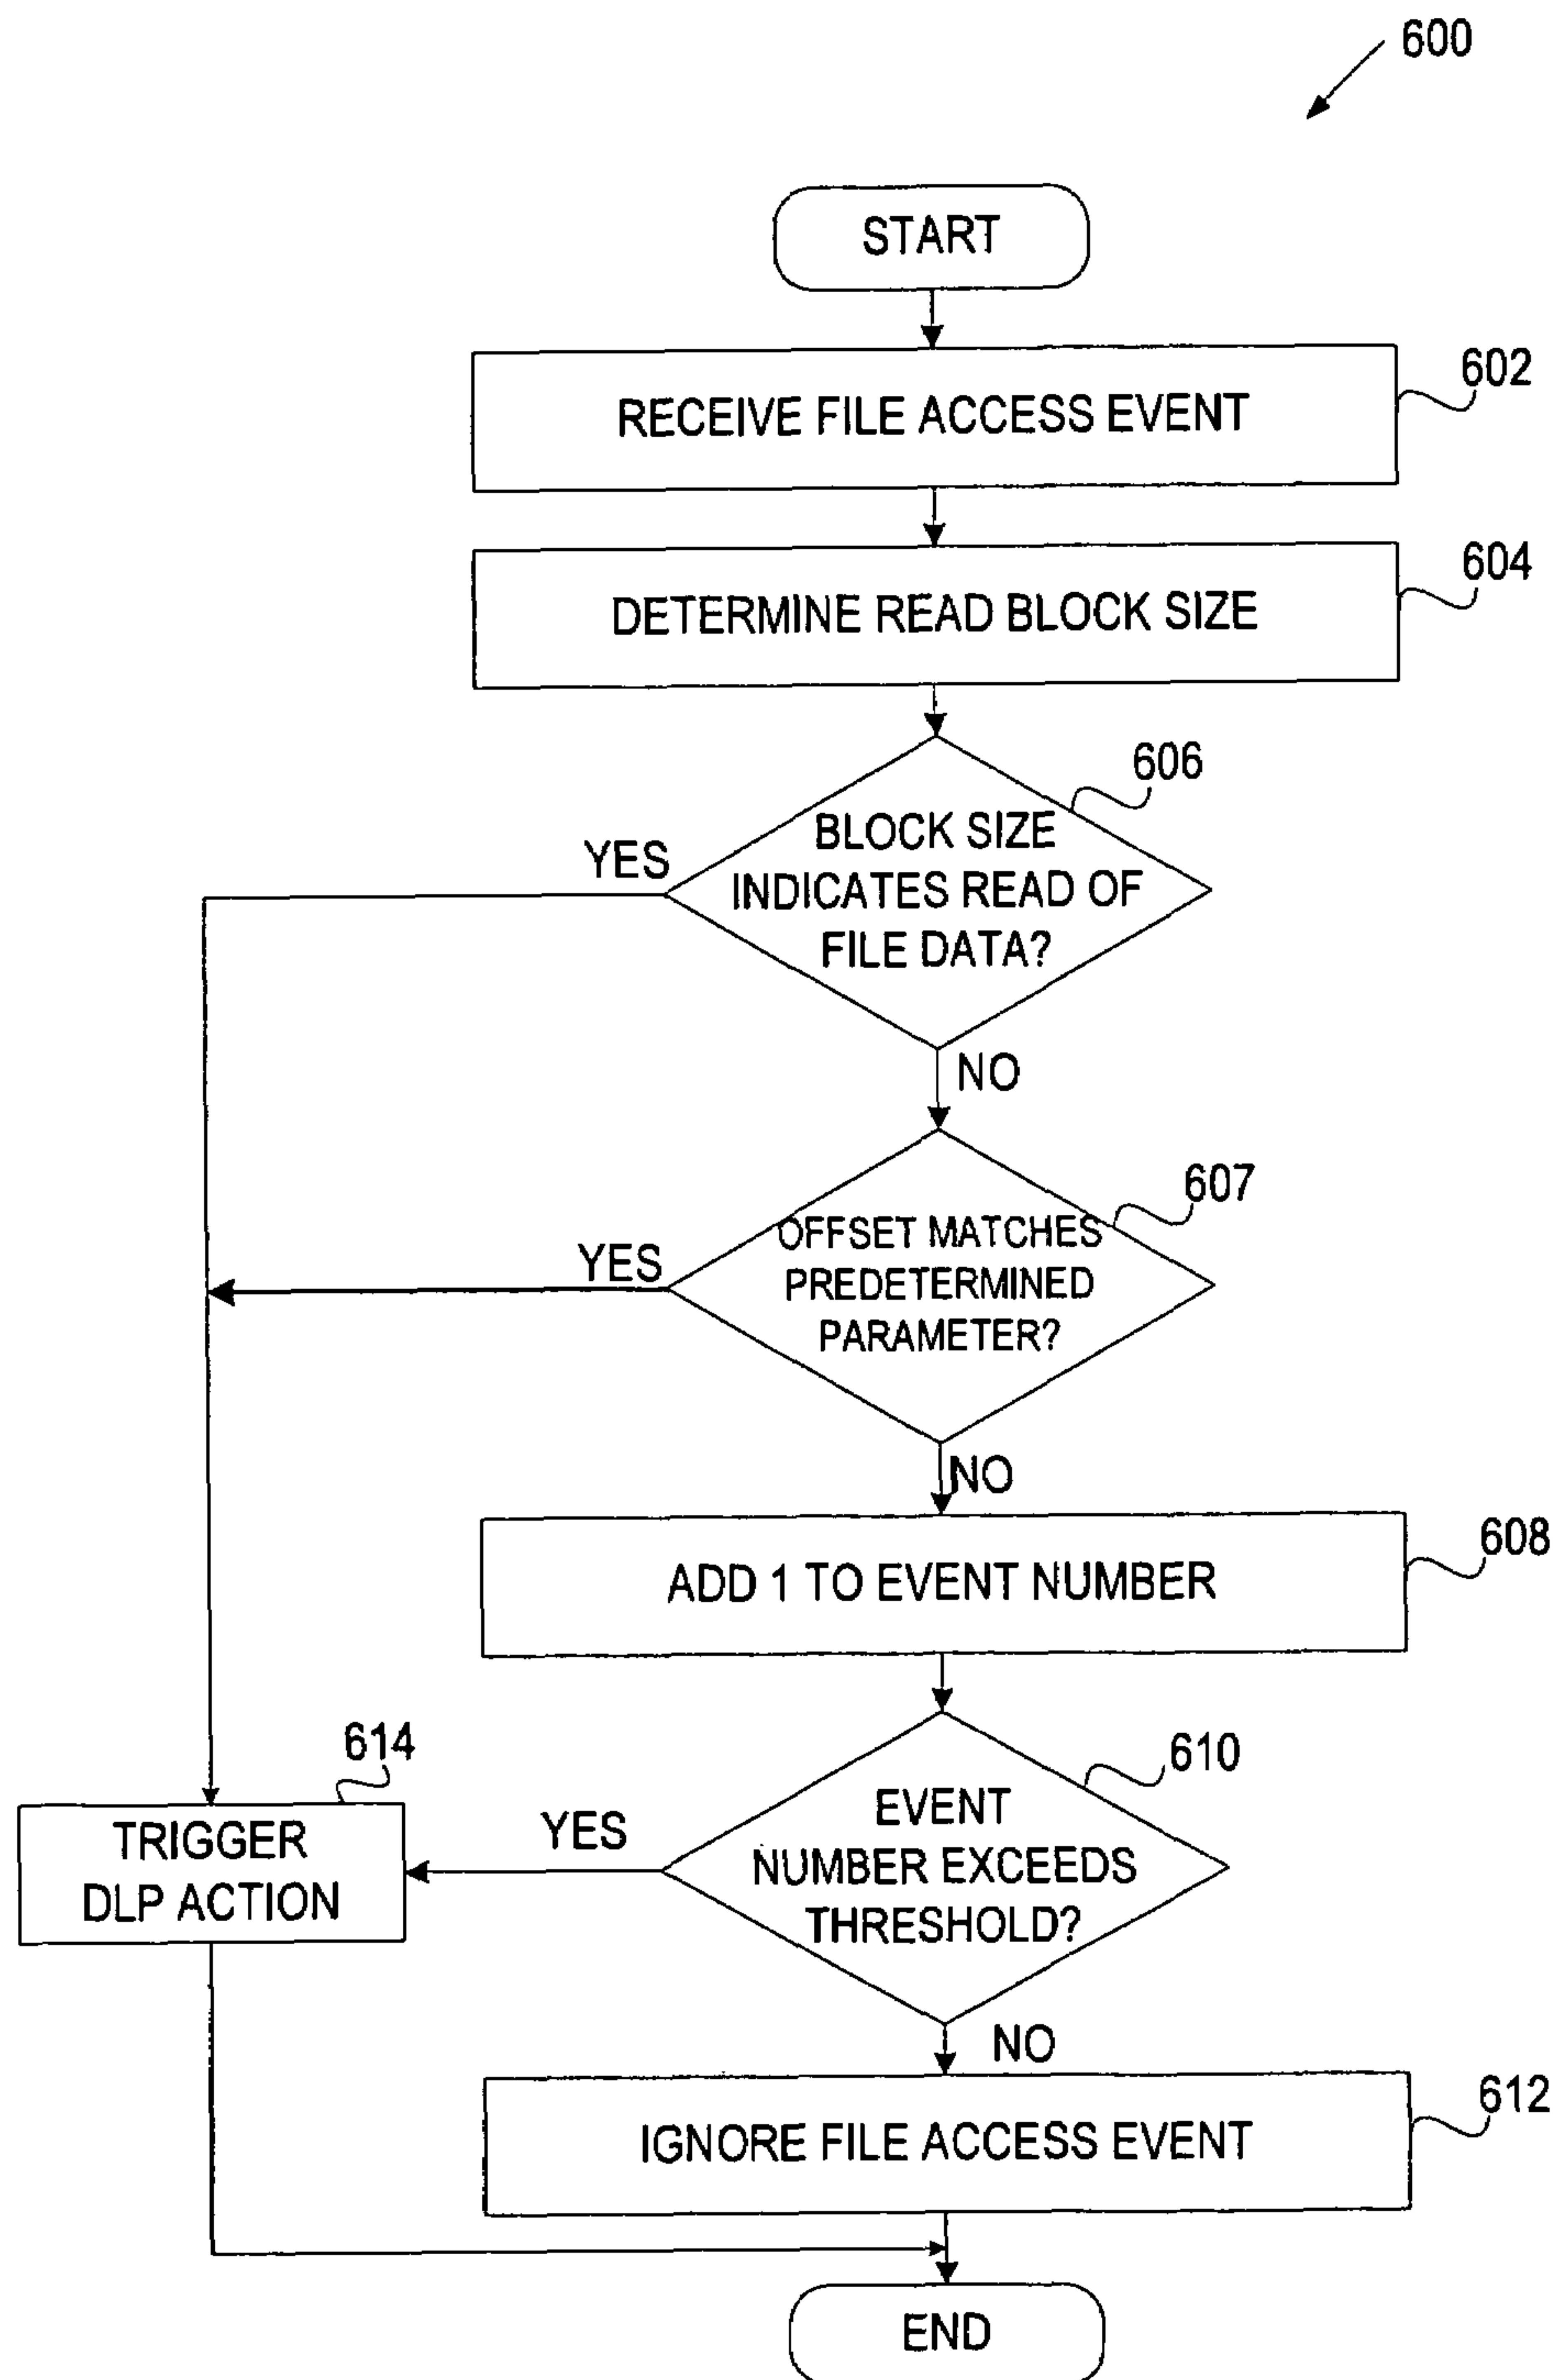 600
START
RECEIVE FILE ACCESS EVENT
602
DETERMINE READ BLOCK SIZE
604
606
BLOCK SIZE
INDICATES READ OF
FILE DATA?
YES
NO
607
OFFSET MATCHES
PREDETERMINED
PARAMETER?
YES
NO
ADD 1 TO EVENT NUMBER
608
610
EVENT
NUMBER EXCEEDS
THRESHOLD?
YES
614
TRIGGER
DLP ACTION
NO
IGNORE FILE ACCESS EVENT
612
END